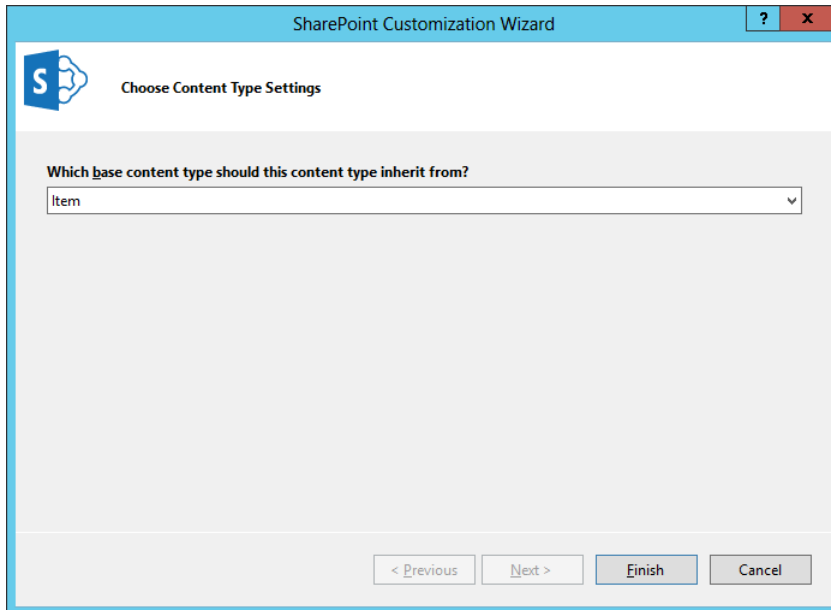 SharePoint Customization Wizard
? x
S
Choose Content Type Settings
Which base content type should this content type inherit from?
Item
< Previous Next > Finish Cancel